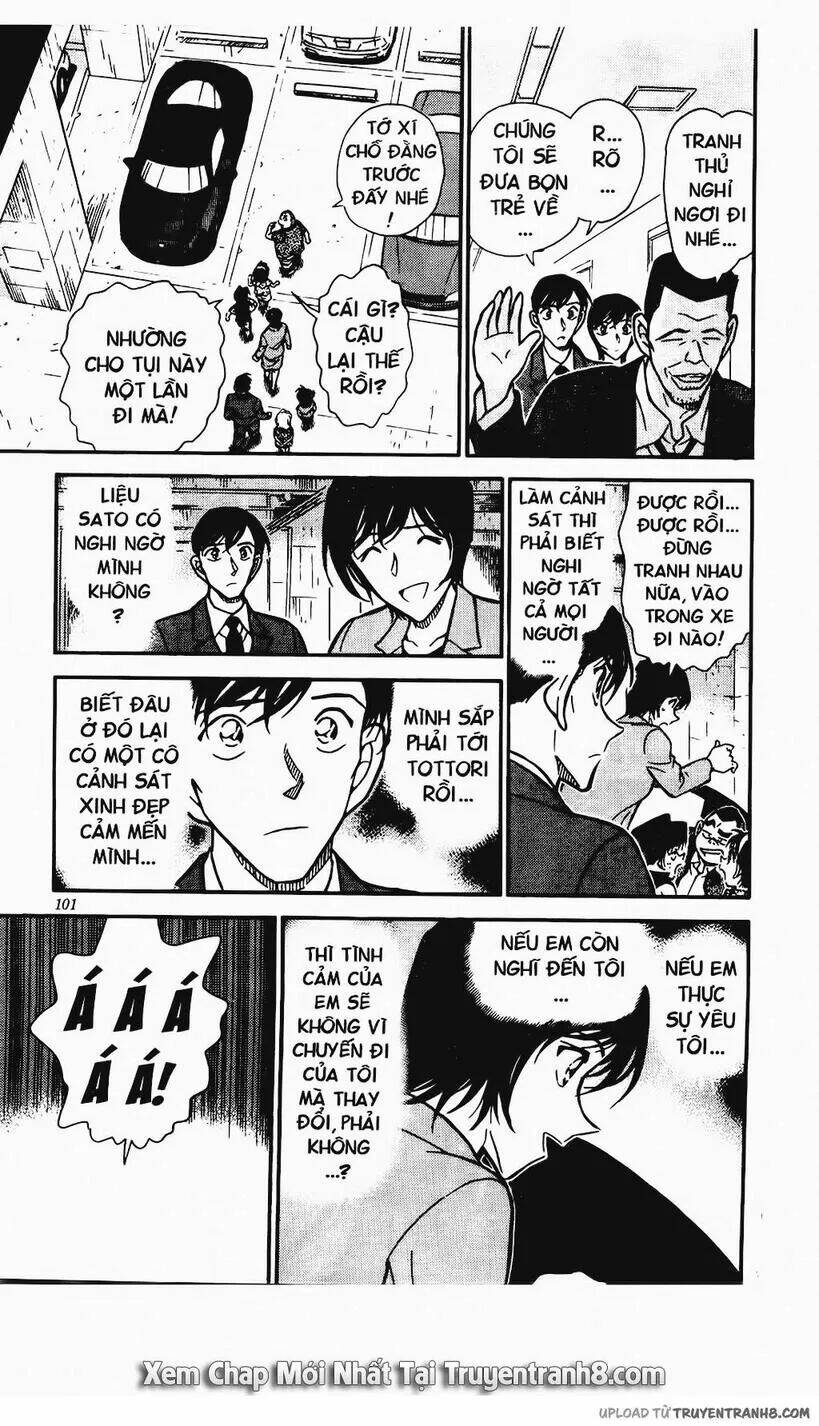 TRANH
THỦ
NGHỈ
NGƠI ĐI
NHÉ...
R...
RÕ
...
CHÚNG
TÔI SẼ
ĐƯA BỌN
TRẺ VỀ
...
TỚ XÍ
CHỖ ĐẰNG
TRƯỚC
ĐẤY NHÉ
!
CÁI GÌ?
CẬU
LẠI THẾ
RỒI?
NHƯỜNG
CHO TỤI NÀY
MỘT LẦN
ĐI MÀ!
ĐƯỢC RỒI...
ĐƯỢC RỒI...
ĐỪNG
TRANH NHAU
NỮA, VÀO
TRONG XE
ĐI NÀO!
LÀM CẢNH
SÁT THÌ
PHẢI BIẾT
NGHI
NGỜ TẤT
CẢ MỌI
NGƯỜI
...
LIỆU
SATO CÓ
NGHI NGỜ
MÌNH
KHÔNG
?
MÌNH SẮP
PHẢI TỚI
TOTTORI
RỒI...
BIẾT ĐÂU
Ở ĐÓ LẠI
CÓ MỘT CÔ
CẢNH SÁT
XINH ĐẸP
CẢM MẾN
MÌNH...
101
NẾU EM
THỰC
SỰ YÊU
TÔI...
NẾU EM CÒN
NGHĨ ĐẾN TÔI
...
THÌ TÌNH
CẢM CỦA
EM SẼ
KHÔNG VÌ
CHUYẾN ĐI
CỦA TÔI
MÀ THAY
ĐỔI, PHẢI
KHÔNG
...?
Á Á Á
Á Á!
Xem Chap Mới Nhất Tại Truyentranh8.com
UPLOAD TỪ TRUYENTRANH8.COM